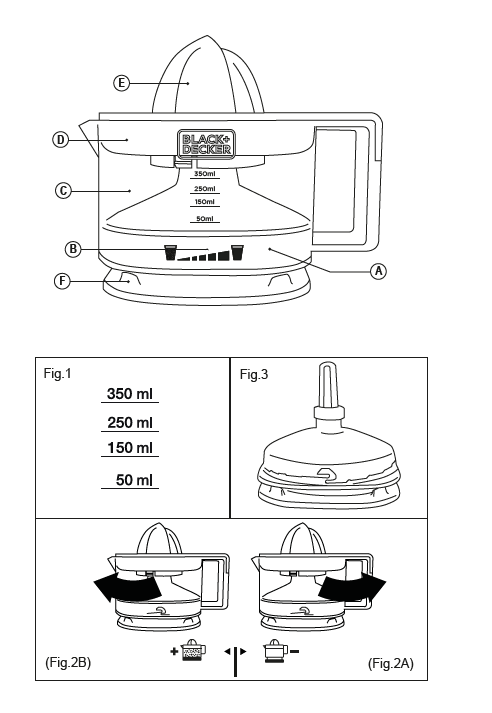 E
D
BLACK+
DECKER
350ml
C
250ml
150ml
50ml
B
A
F
Fig.1
Fig.3
350 ml
250 ml
150 ml
50 ml
+
−
(Fig.2B)
(Fig.2A)